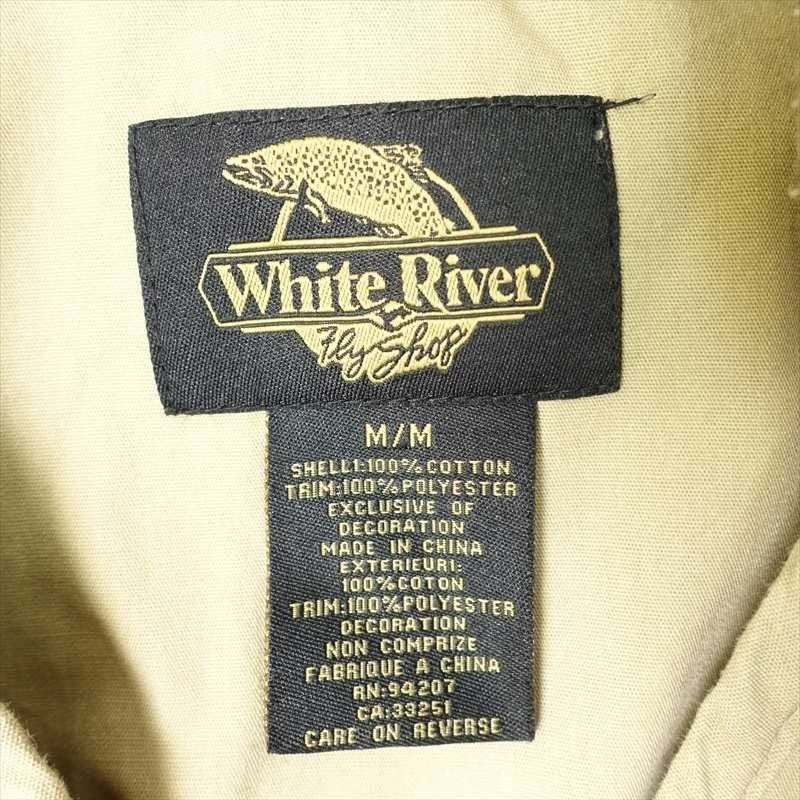 White River
Fly Shop
M/M
SHELL1:100%COTTON
TRIM:100%POLYESTER
EXCLUSIVE OF
DECORATION
MADE IN CHINA
EXTERIEUR1:
100%COTON
TRIM:100%POLYESTER
DECORATION
NON COMPRIZE
FABRIQUE A CHINA
RN:94207
CA:33251
CARE ON REVERSE